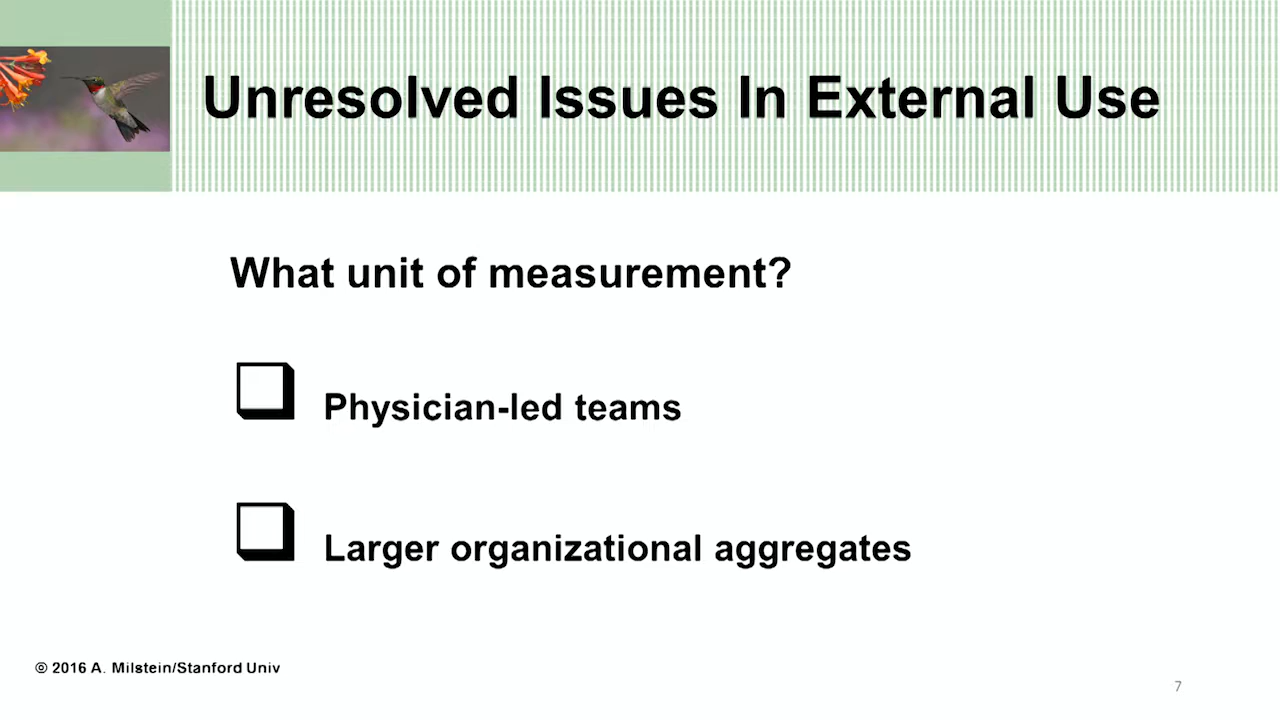 Unresolved Issues In External Use
What unit of measurement?
Physician-led teams
Larger organizational aggregates
© 2016 A. Milstein/Stanford Univ
7